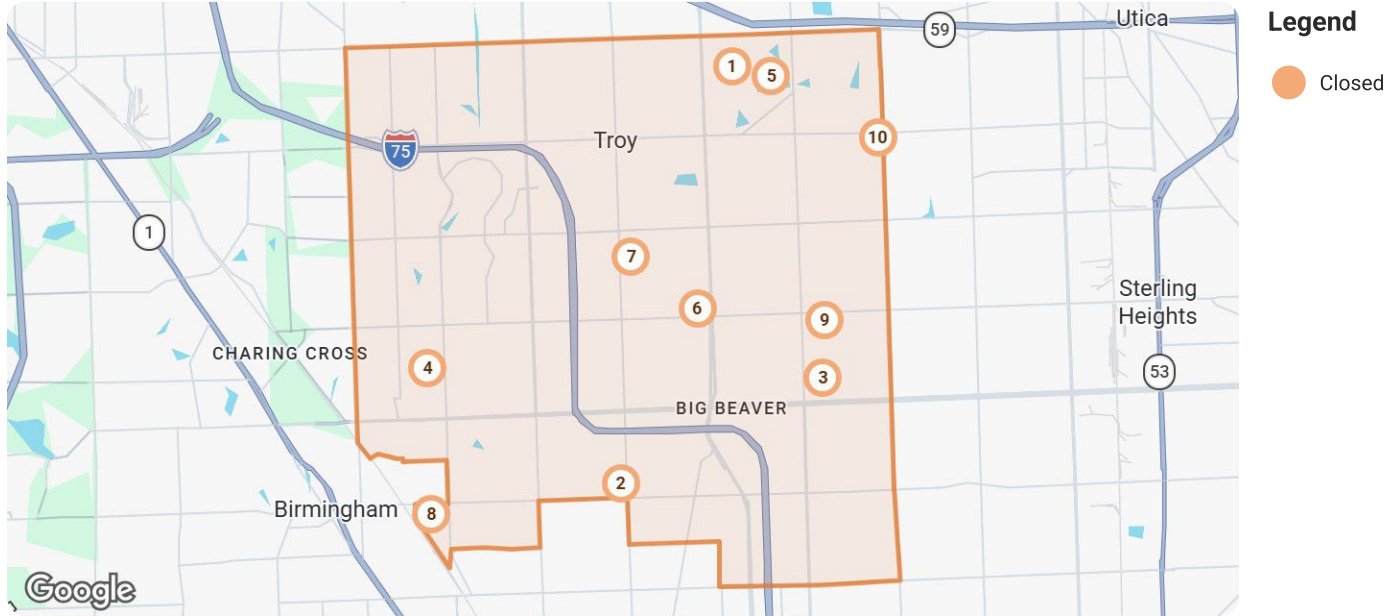 Utica
59
Legend
Closed
1
5
10
Troy
75
1
7
Sterling
Heights
6
9
CHARING CROSS
4
3
53
BIG BEAVER
2
Birmingham
8
Google